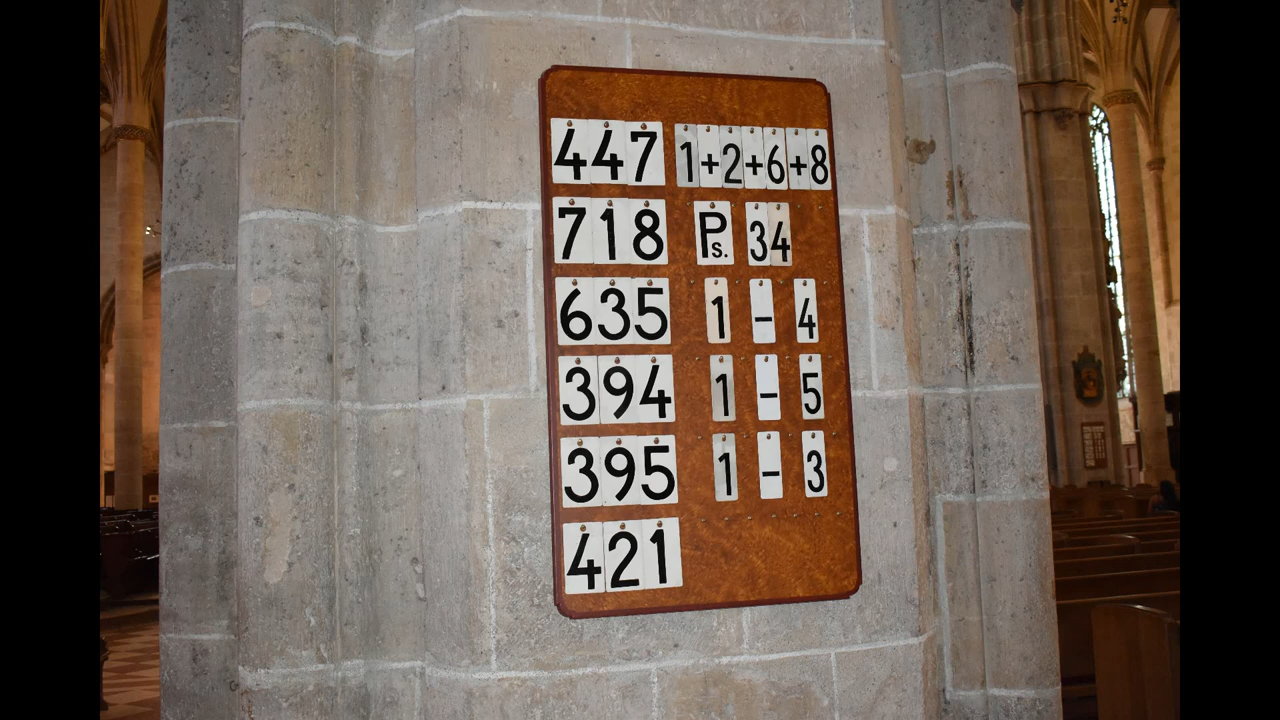 447 1+2+6+8
718 Ps. 34
635 1 - 4
394 1 - 5
395 1 - 3
421